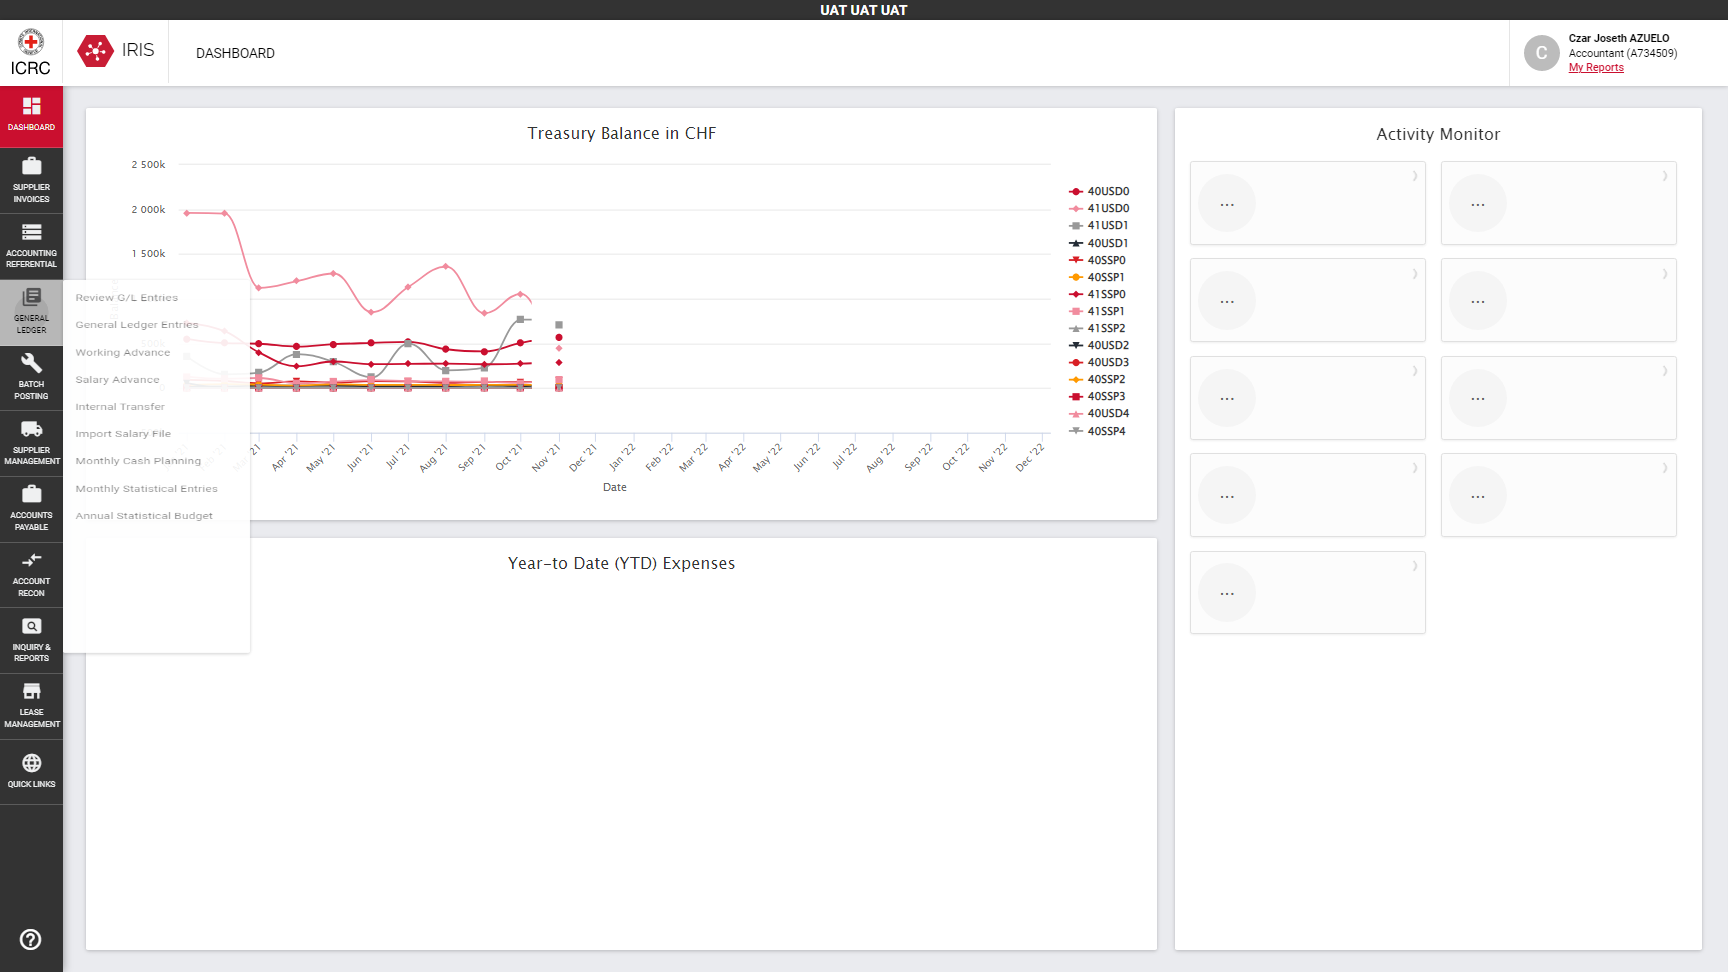 UAT UAT UAT
ICRC
IRIS
DASHBOARD
Czar Joseth AZUELO
Accountant (A734509)
My Reports
C
DASHBOARD
SUPPLIER
INVOICES
ACCOUNTING
REFERENTIAL
GENERAL
LEDGER
BATCH
POSTING
SUPPLIER
MANAGEMENT
ACCOUNTS
PAYABLE
ACCOUNT
RECON
INQUIRY &
REPORTS
LEASE
MANAGEMENT
QUICK LINKS
Review G/L Entries
General Ledger Entries
Working Advance
Salary Advance
Internal Transfer
Import Salary File
Monthly Cash Planning
Monthly Statistical Entries
Annual Statistical Budget
Treasury Balance in CHF
2 500k
2 000k
1 500k
40USD0
41USD0
41USD1
40USD1
40SSP0
40SSP1
41SSP0
41SSP1
41SSP2
40USD2
40USD3
40SSP2
40SSP3
40USD4
40SSP4
Apr '21
May '21
Jun '21
Jul '21
Aug '21
Sep '21
Oct '21
Nov '21
Dec '21
Jan '22
Feb '22
Mar '22
Apr '22
May '22
Jun '22
Jul '22
Aug '22
Sep '22
Oct '22
Nov '22
Dec '22
Date
Year-to Date (YTD) Expenses
Activity Monitor
...
...
...
...
...
...
...
...
...